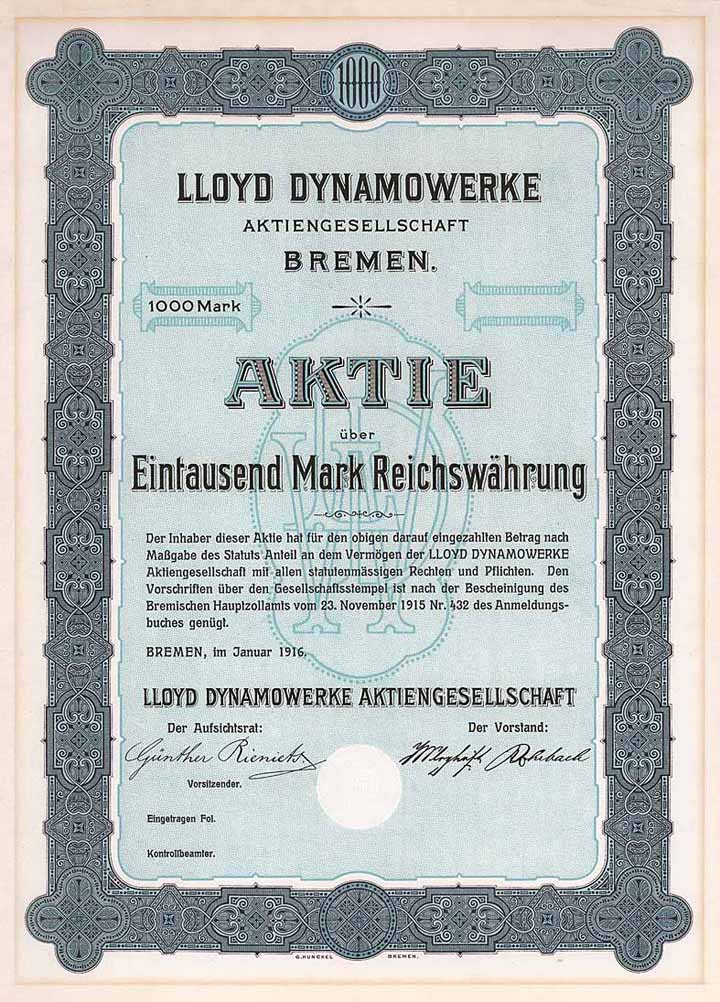 1000
LLOYD DYNAMOWERKE
AKTIENGESELLSCHAFT
BREMEN.
1000 Mark
AKTIE
über
Eintausend Mark Reichswährung
Der Inhaber dieser Aktie hat für den obigen darauf eingezahlten Betrag nach
Maßgabe des Statuts Anteil an dem Vermögen der LLOYD DYNAMOWERKE
Aktiengesellschaft mit allen statutenmässigen Rechten und Pflichten. Den
Vorschriften über den Gesellschaftsstempel ist nach der Bescheinigung des
Bremischen Hauptzollamts vom 23. November 1915 Nr. 432 des Anmeldungs-
buches genügt.
BREMEN, im Januar 1916.
LLOYD DYNAMOWERKE AKTIENGESELLSCHAFT
Der Aufsichtsrat: Der Vorstand:
Günther
Vorsitzender.
Eingetragen Fol.
Kontrollbeamter.
G. HUNCKEL BREMEN.